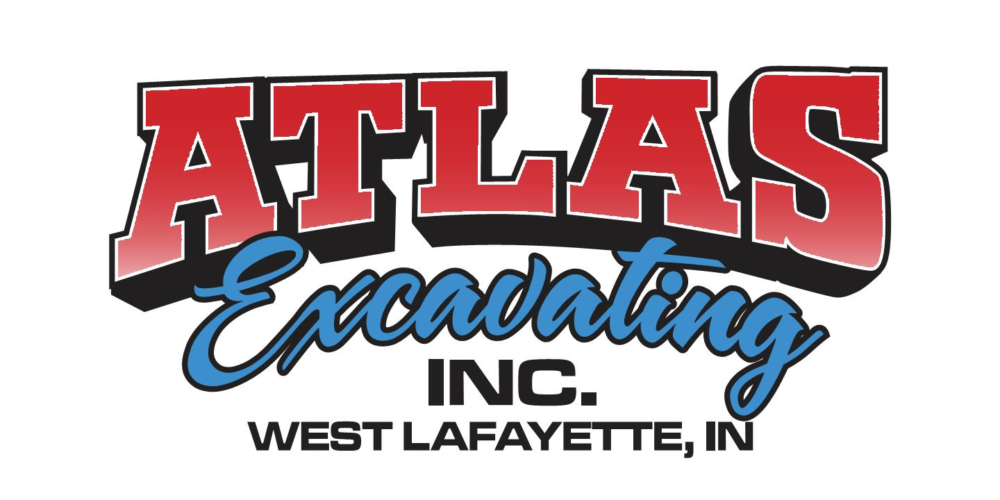 ATLAS
Excavating
INC.
WEST LAFAYETTE, IN